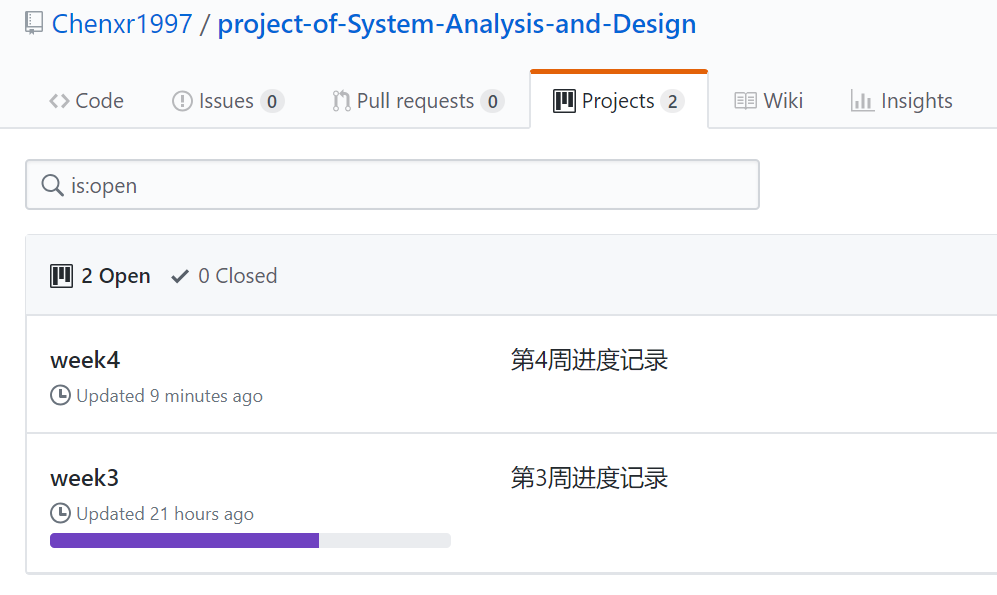 Chenxr1997 / project-of-System-Analysis-and-Design
<> Code Issues 0 Pull requests 0 Projects 2 Wiki Insights
is:open
2 Open 0 Closed
week4 第4周进度记录
Updated 9 minutes ago
week3 第3周进度记录
Updated 21 hours ago